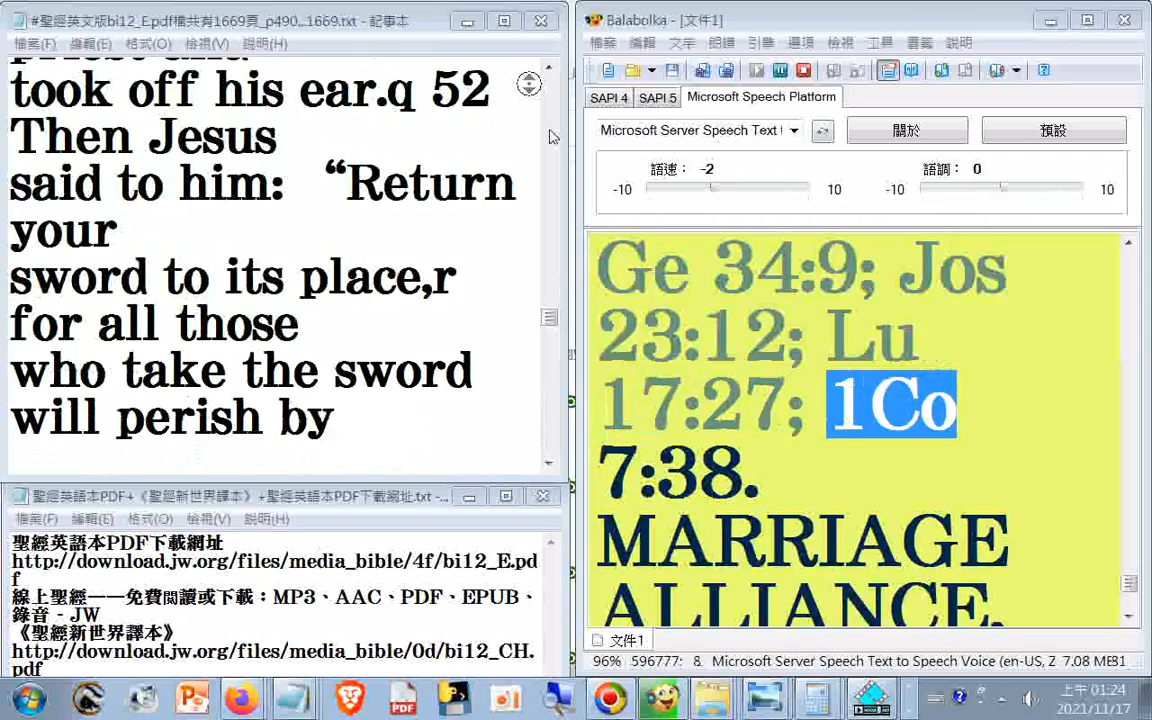 #聖經英文版bi12_E.pdf檔共有1669頁_p490,..1669.txt - 記事本
檔案(F) 編輯(E) 格式(O) 檢視(V) 說明(H)
took off his ear.q 52
Then Jesus
said to him: “Return
your
sword to its place,r
for all those
who take the sword
will perish by
聖經英語本PDF+《聖經新世界譯本》+聖經英語本PDF下載網址.txt - ...
檔案(F) 編輯(E) 格式(O) 檢視(V) 說明(H)
聖經英語本PDF下載網址
http://download.jw.org/files/media_bible/4f/bi12_E.pd
f
線上聖經——免費閱讀或下載：MP3、AAC、PDF、EPUB、
錄音 - JW
《聖經新世界譯本》
http://download.jw.org/files/media_bible/0d/bi12_CH.
pdf
Balabolka - [文件1]
檔案 編輯 文字 朗讀 引擎 選項 檢視 工具 書籤 說明
SAPI 4 SAPI 5 Microsoft Speech Platform
Microsoft Server Speech Text 關於 預設
語速： -2 語調： 0
-10 10 -10 10
Ge 34:9; Jos
23:12; Lu
17:27; 1Co
7:38.
MARRIAGE
ALLIANCE.
文件1
96% 596777: 8. Microsoft Server Speech Text to Speech Voice (en-US, Z 7.08 MB
上午 01:24
2021/11/17